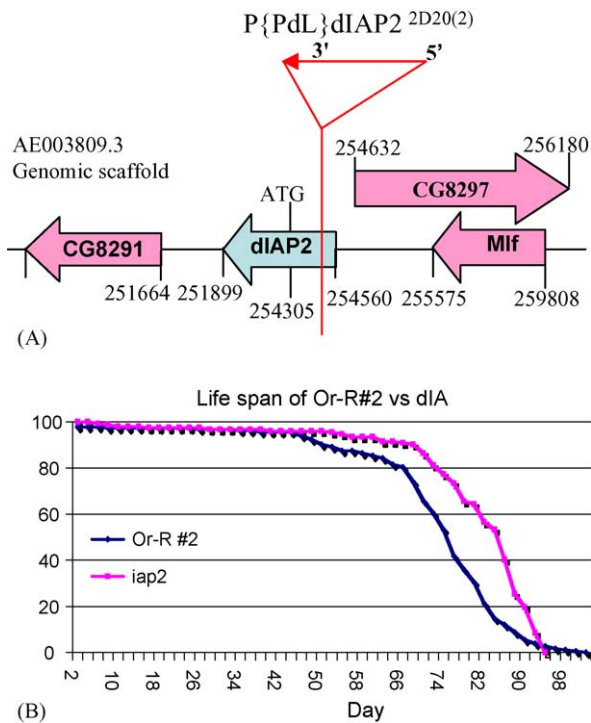 P{PdL}dIAP2 2D20(2)
3' 5'
AE003809.3
Genomic scaffold
254632 256180
ATG CG8297
CG8291 dIAP2 Mlf
251664 251899 254305 254560 255575 259808
(A)
Life span of Or-R#2 vs dIA
100
80
60
40
20
0
Or-R #2
iap2
2 10 18 26 34 42 50 58 66 74 82 90 98
Day
(B)